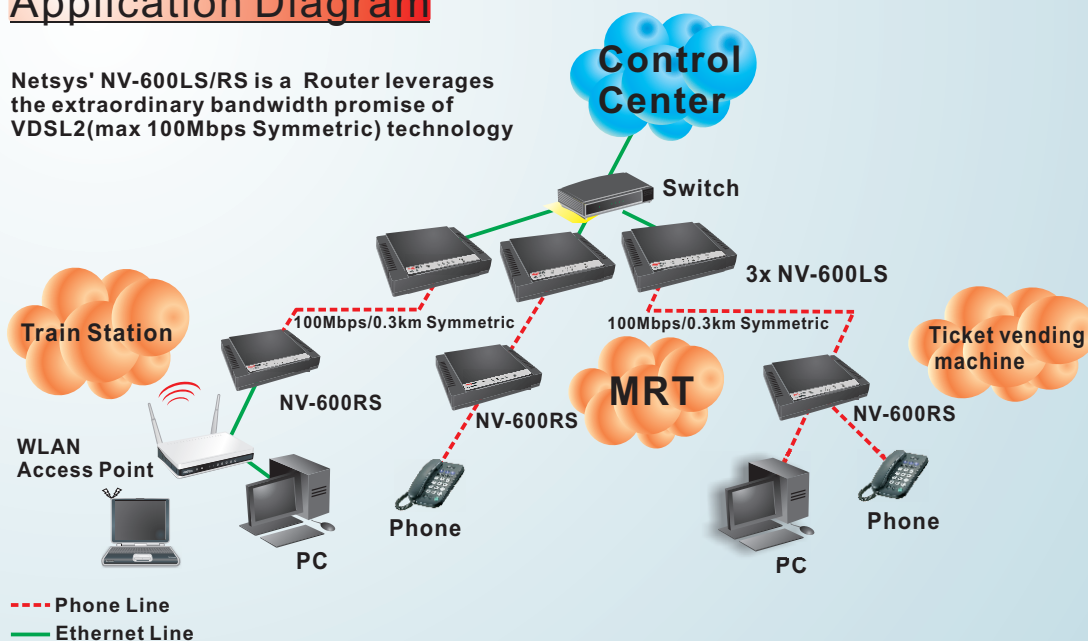 Application Diagram
Netsys' NV-600LS/RS is a Router leverages
the extraordinary bandwidth promise of
VDSL2(max 100Mbps Symmetric) technology
Control
Center
Switch
3x NV-600LS
Train Station
100Mbps/0.3km Symmetric
100Mbps/0.3km Symmetric
Ticket vending
machine
MRT
NV-600RS
NV-600RS
NV-600RS
WLAN
Access Point
Phone
Phone
PC
PC
Phone Line
Ethernet Line